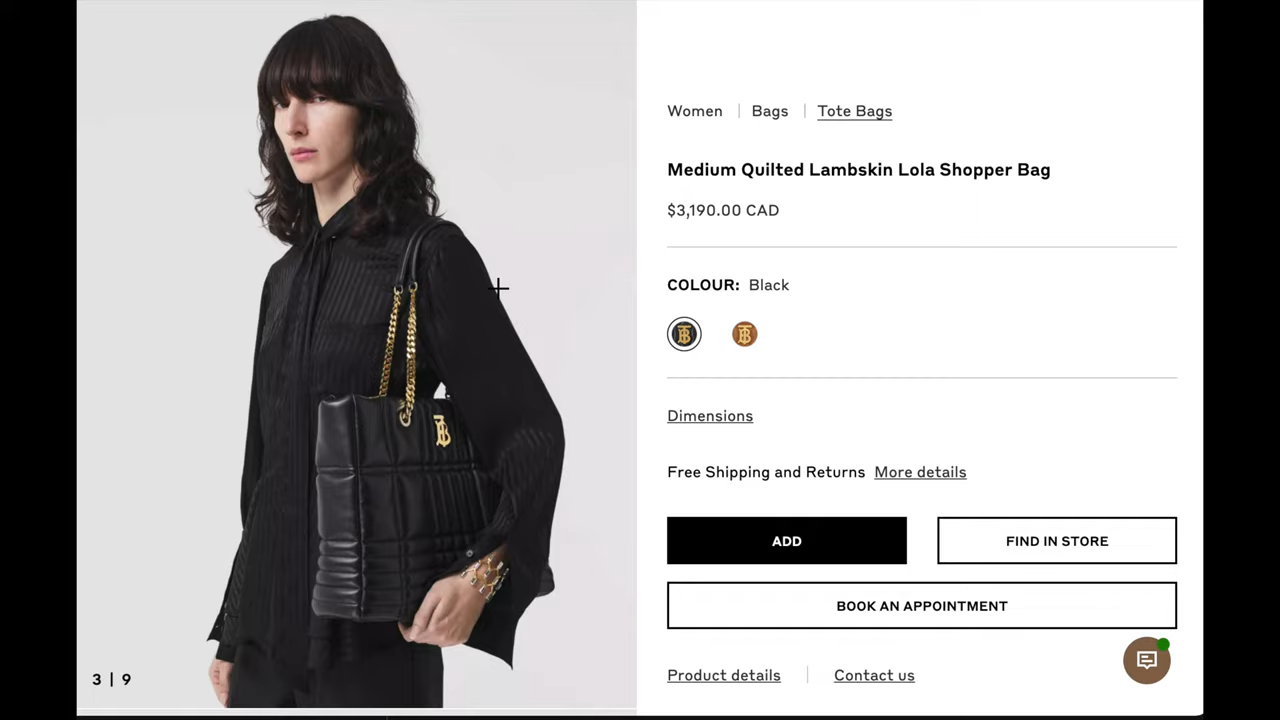 Women | Bags | Tote Bags
Medium Quilted Lambskin Lola Shopper Bag
$3,190.00 CAD
COLOUR: Black
Dimensions
Free Shipping and Returns More details
ADD
FIND IN STORE
BOOK AN APPOINTMENT
Product details | Contact us
3 | 9